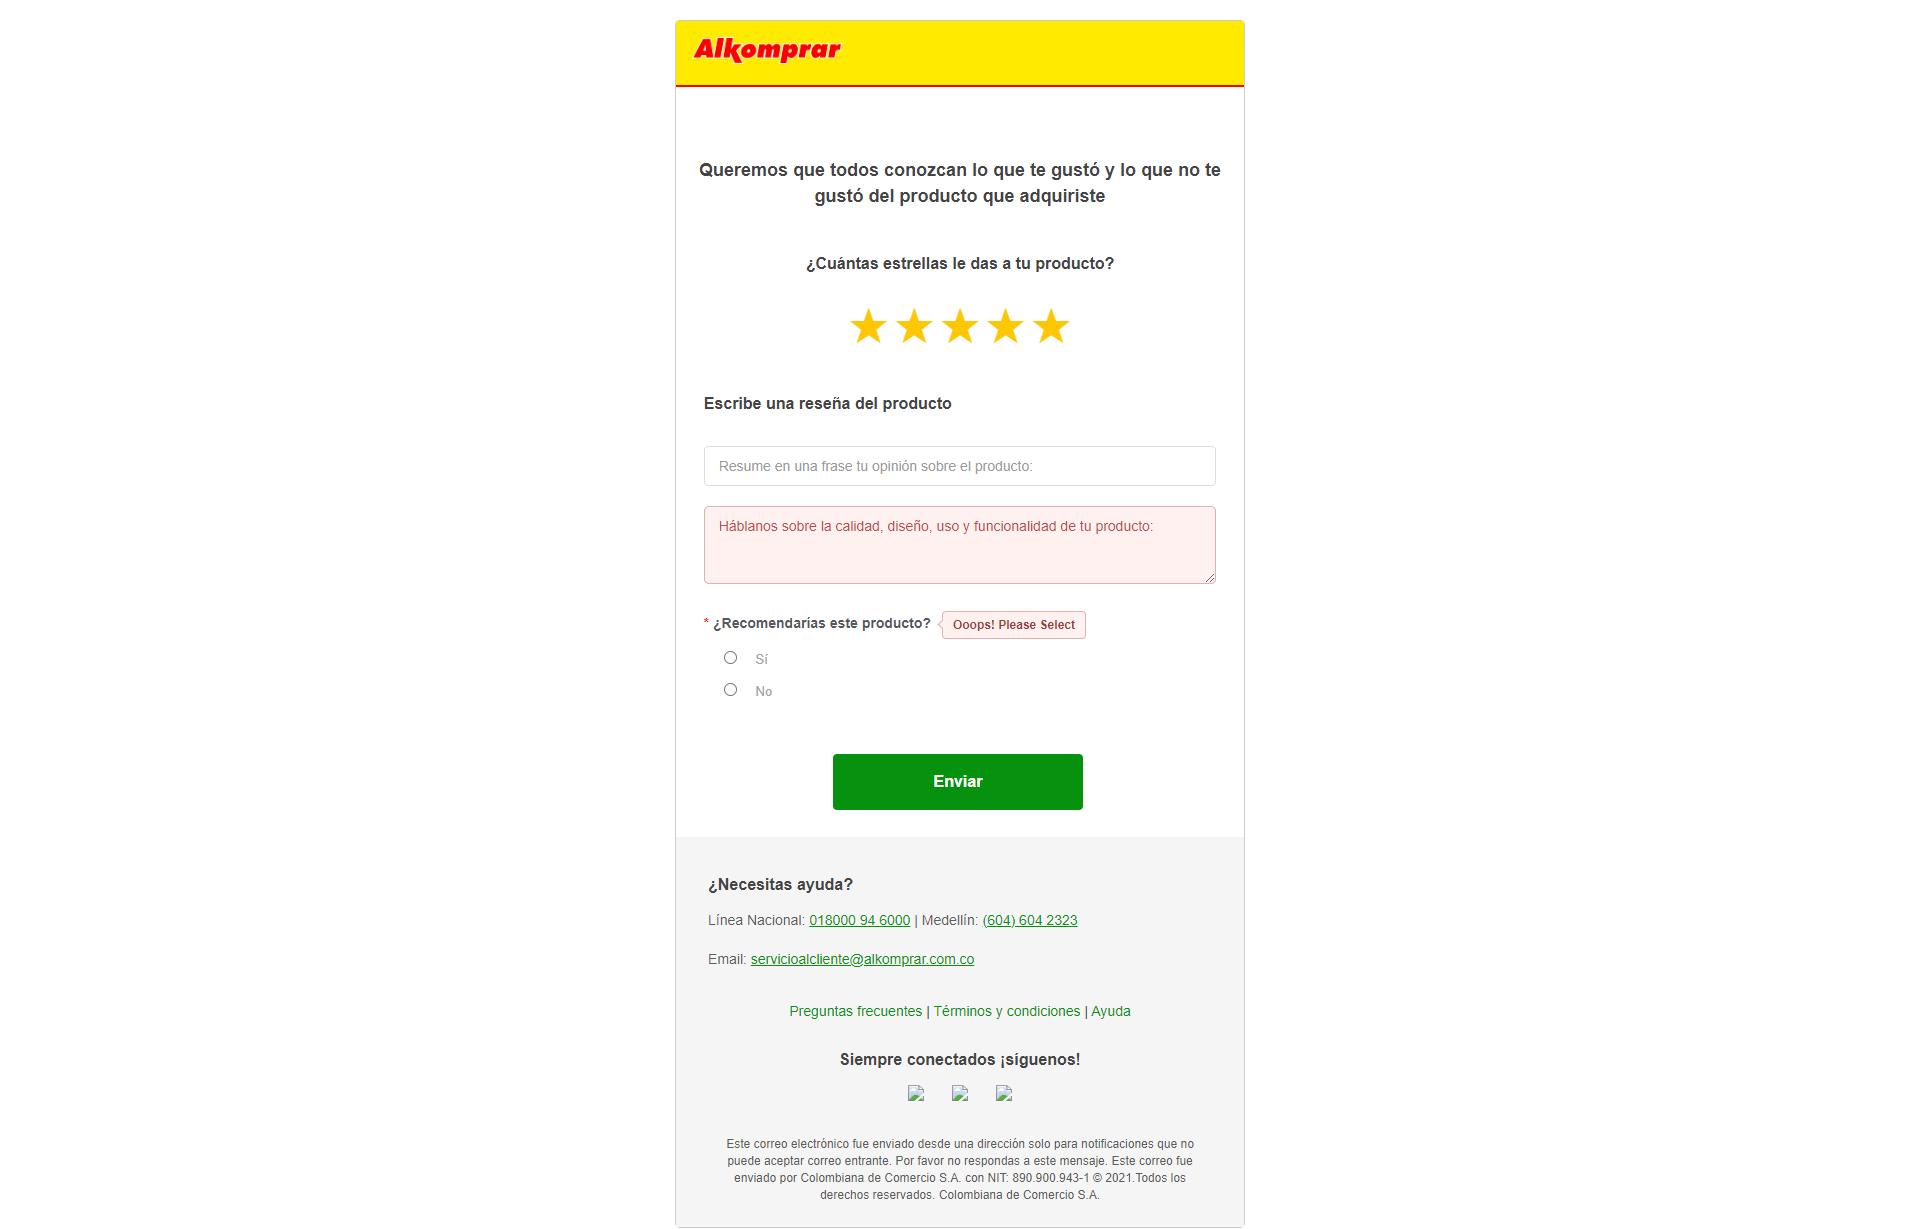 Alkomprar
Queremos que todos conozcan lo que te gustó y lo que no te
gustó del producto que adquiriste
¿Cuántas estrellas le das a tu producto?
Escribe una reseña del producto
Resume en una frase tu opinión sobre el producto:
Háblanos sobre la calidad, diseño, uso y funcionalidad de tu producto:
* ¿Recomendarías este producto? Ooops! Please Select
Sí
No
Enviar
¿Necesitas ayuda?
Línea Nacional: 018000 94 6000 | Medellín: (604) 604 2323
Email: servicioalcliente@alkomprar.com.co
Preguntas frecuentes | Términos y condiciones | Ayuda
Siempre conectados ¡síguenos!
Este correo electrónico fue enviado desde una dirección solo para notificaciones que no
puede aceptar correo entrante. Por favor no respondas a este mensaje. Este correo fue
enviado por Colombiana de Comercio S.A. con NIT: 890.900.943-1 © 2021.Todos los
derechos reservados. Colombiana de Comercio S.A.